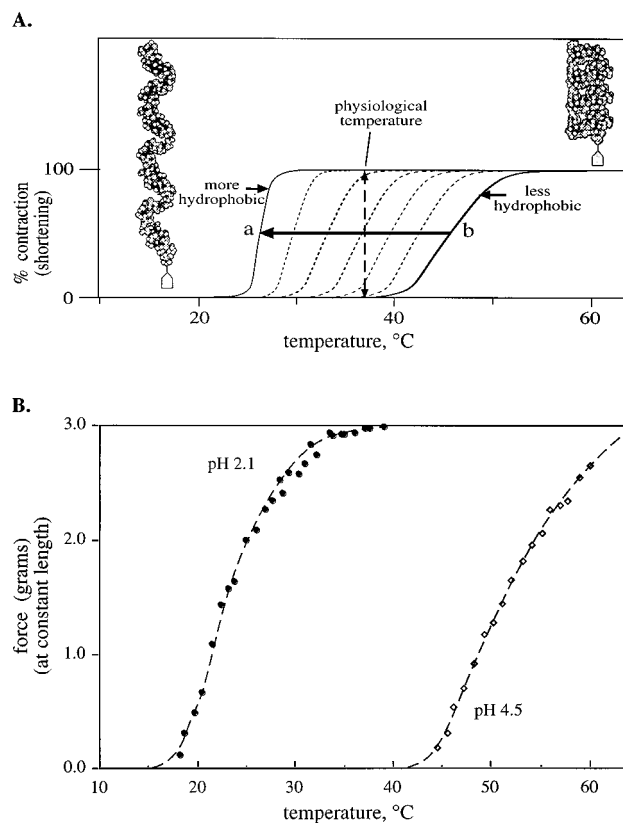 A.
physiological
temperature
100
more
hydrophobic
less
hydrophobic
a
b
% contraction
(shortening)
0
20
40
60
temperature, °C
B.
3.0
pH 2.1
2.0
force (grams)
(at constant length)
1.0
pH 4.5
0.0
10
20
30
40
50
60
temperature, °C